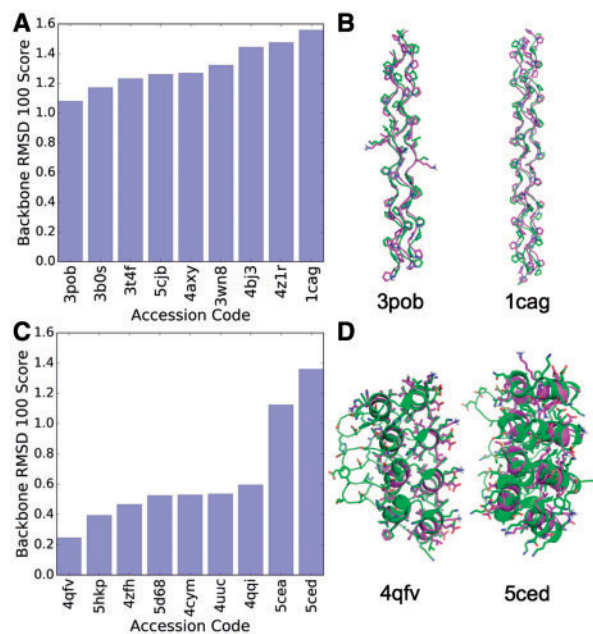 A
Backbone RMSD 100 Score
1.6
1.4
1.2
1.0
0.8
0.6
0.4
0.2
0.0
3pob 3b0s 3t4f 5cjb 4axy 3wn8 4bj3 4z1r 1cag
Accession Code
B
3pob 1cag
C
Backbone RMSD 100 Score
1.6
1.4
1.2
1.0
0.8
0.6
0.4
0.2
0.0
4qfv 5hkp 4zfh 5d68 4cym 4uuc 4qqi 5cea 5ced
Accession Code
D
4qfv 5ced